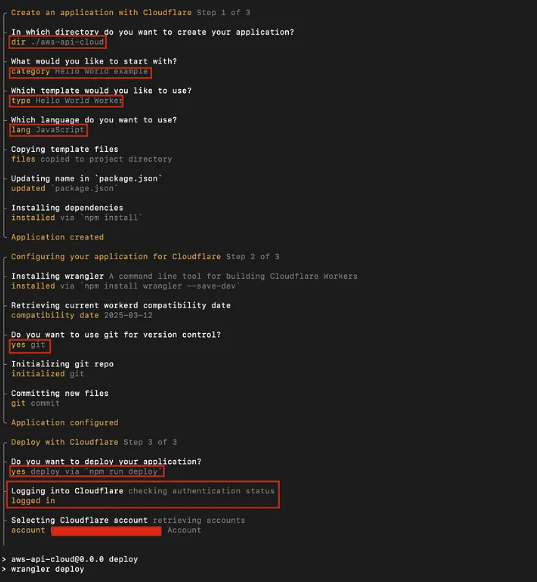 Create an application with Cloudflare Step 1 of 3
In which directory do you want to create your application?
dir ./aws-api-cloud
What would you like to start with?
category Hello World example
Which template would you like to use?
type Hello World Worker
Which language do you want to use?
lang JavaScript
Copying template files
files copied to project directory
Updating name in `package.json`
updated `package.json`
Installing dependencies
installed via `npm install`
Application created
Configuring your application for Cloudflare Step 2 of 3
Installing wrangler A command line tool for building Cloudflare Workers
installed via `npm install wrangler --save-dev`
Retrieving current workerd compatibility date
compatibility date 2025-03-12
Do you want to use git for version control?
yes git
Initializing git repo
initialized git
Committing new files
git commit
Application configured
Deploy with Cloudflare Step 3 of 3
Do you want to deploy your application?
yes deploy via `npm run deploy`
Logging into Cloudflare checking authentication status
logged in
Selecting Cloudflare account retrieving accounts
account Account
> aws-api-cloud@0.0.0 deploy
> wrangler deploy